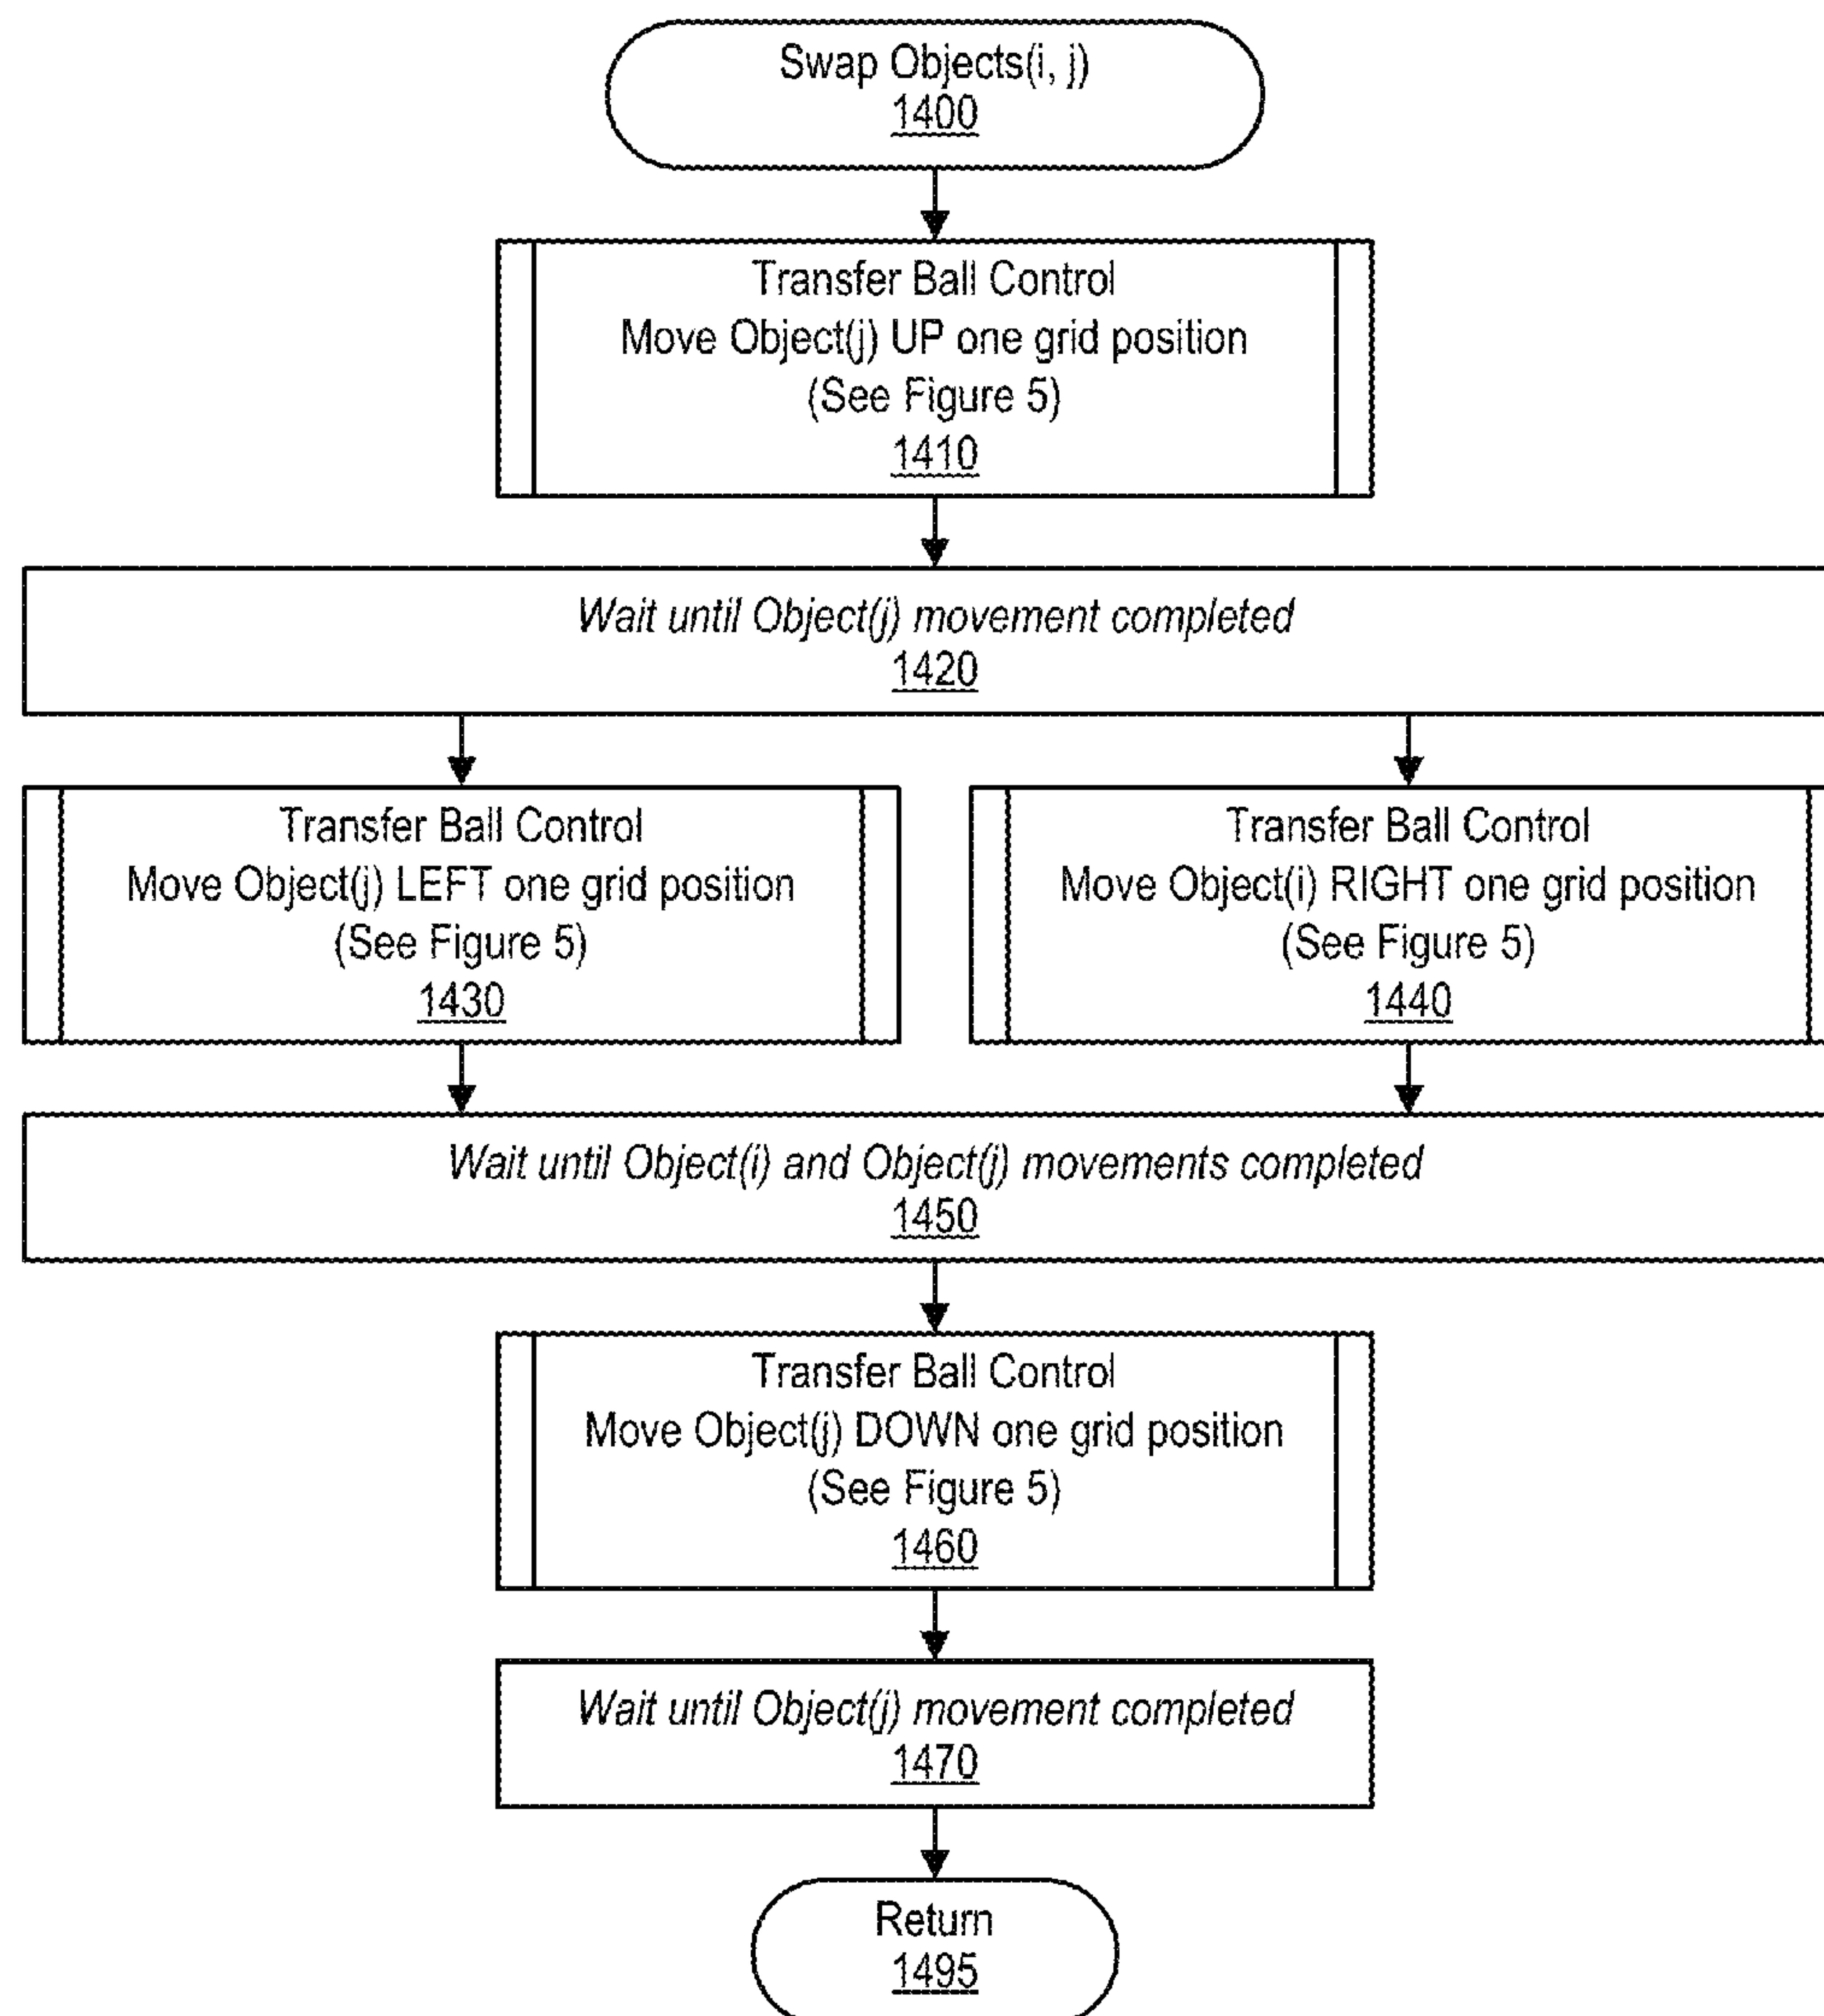 Swap Objects(i, j)
1400
Transfer Ball Control
Move Object(j) UP one grid position
(See Figure 5)
1410
Wait until Object(j) movement completed
1420
Transfer Ball Control
Move Object(j) LEFT one grid position
(See Figure 5)
1430
Transfer Ball Control
Move Object(i) RIGHT one grid position
(See Figure 5)
1440
Wait until Object(i) and Object(j) movements completed
1450
Transfer Ball Control
Move Object(j) DOWN one grid position
(See Figure 5)
1460
Wait until Object(j) movement completed
1470
Return
1495